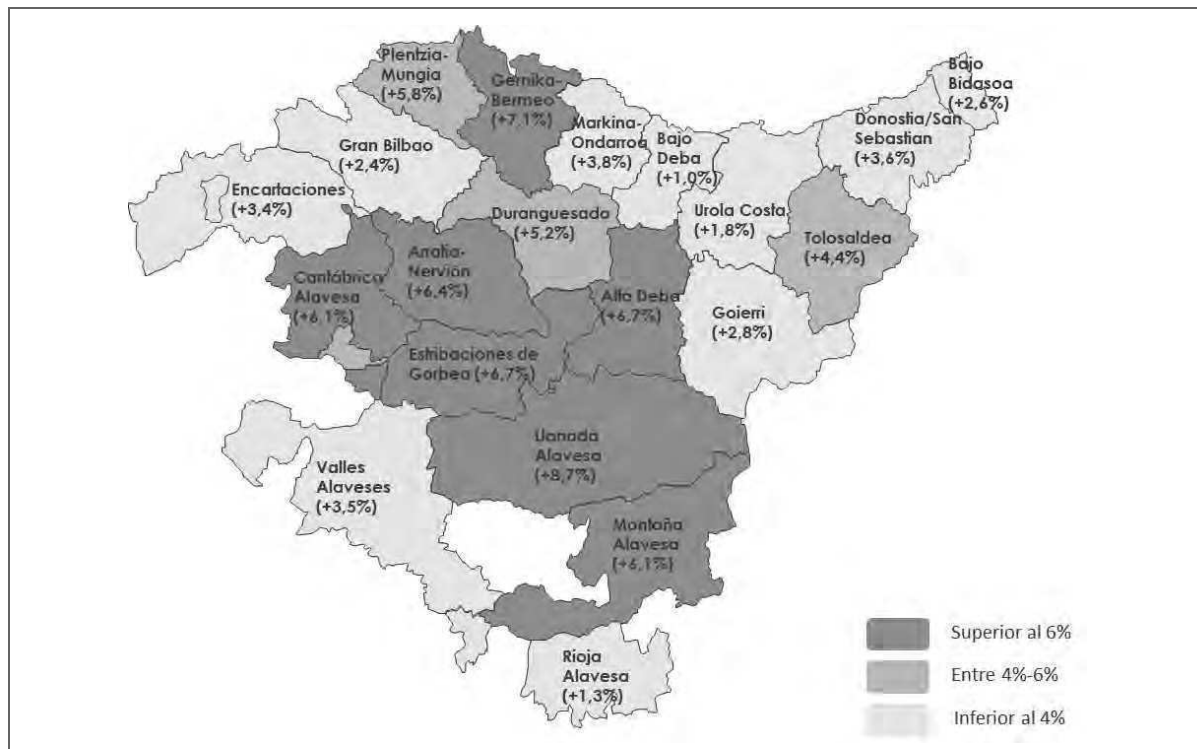 Plentzia-
Mungia
(+5,8%)
Gernika-
Bermeo
(+7,1%)
Bajo
Bidasoa
(+2,6%)
Gran Bilbao
(+2,4%)
Markina-
Ondarroa
(+3,8%)
Bajo
Deba
(+1,0%)
Donostia/San
Sebastian
(+3,6%)
Encartaciones
(+3,4%)
Duranguesado
(+5,2%)
Urola Costa
(+1,8%)
Tolosaldea
(+4,4%)
Arratia-
Nervión
(+6,4%)
Cantábrica
Alavesa
(+6,1%)
Alto Deba
(+6,7%)
Goierri
(+2,8%)
Estribaciones de
Gorbea (+6,7%)
Llanada
Alavesa
(+8,7%)
Valles
Alaveses
(+3,5%)
Montaña
Alavesa
(+6,1%)
Rioja
Alavesa
(+1,3%)
Superior al 6%
Entre 4%-6%
Inferior al 4%